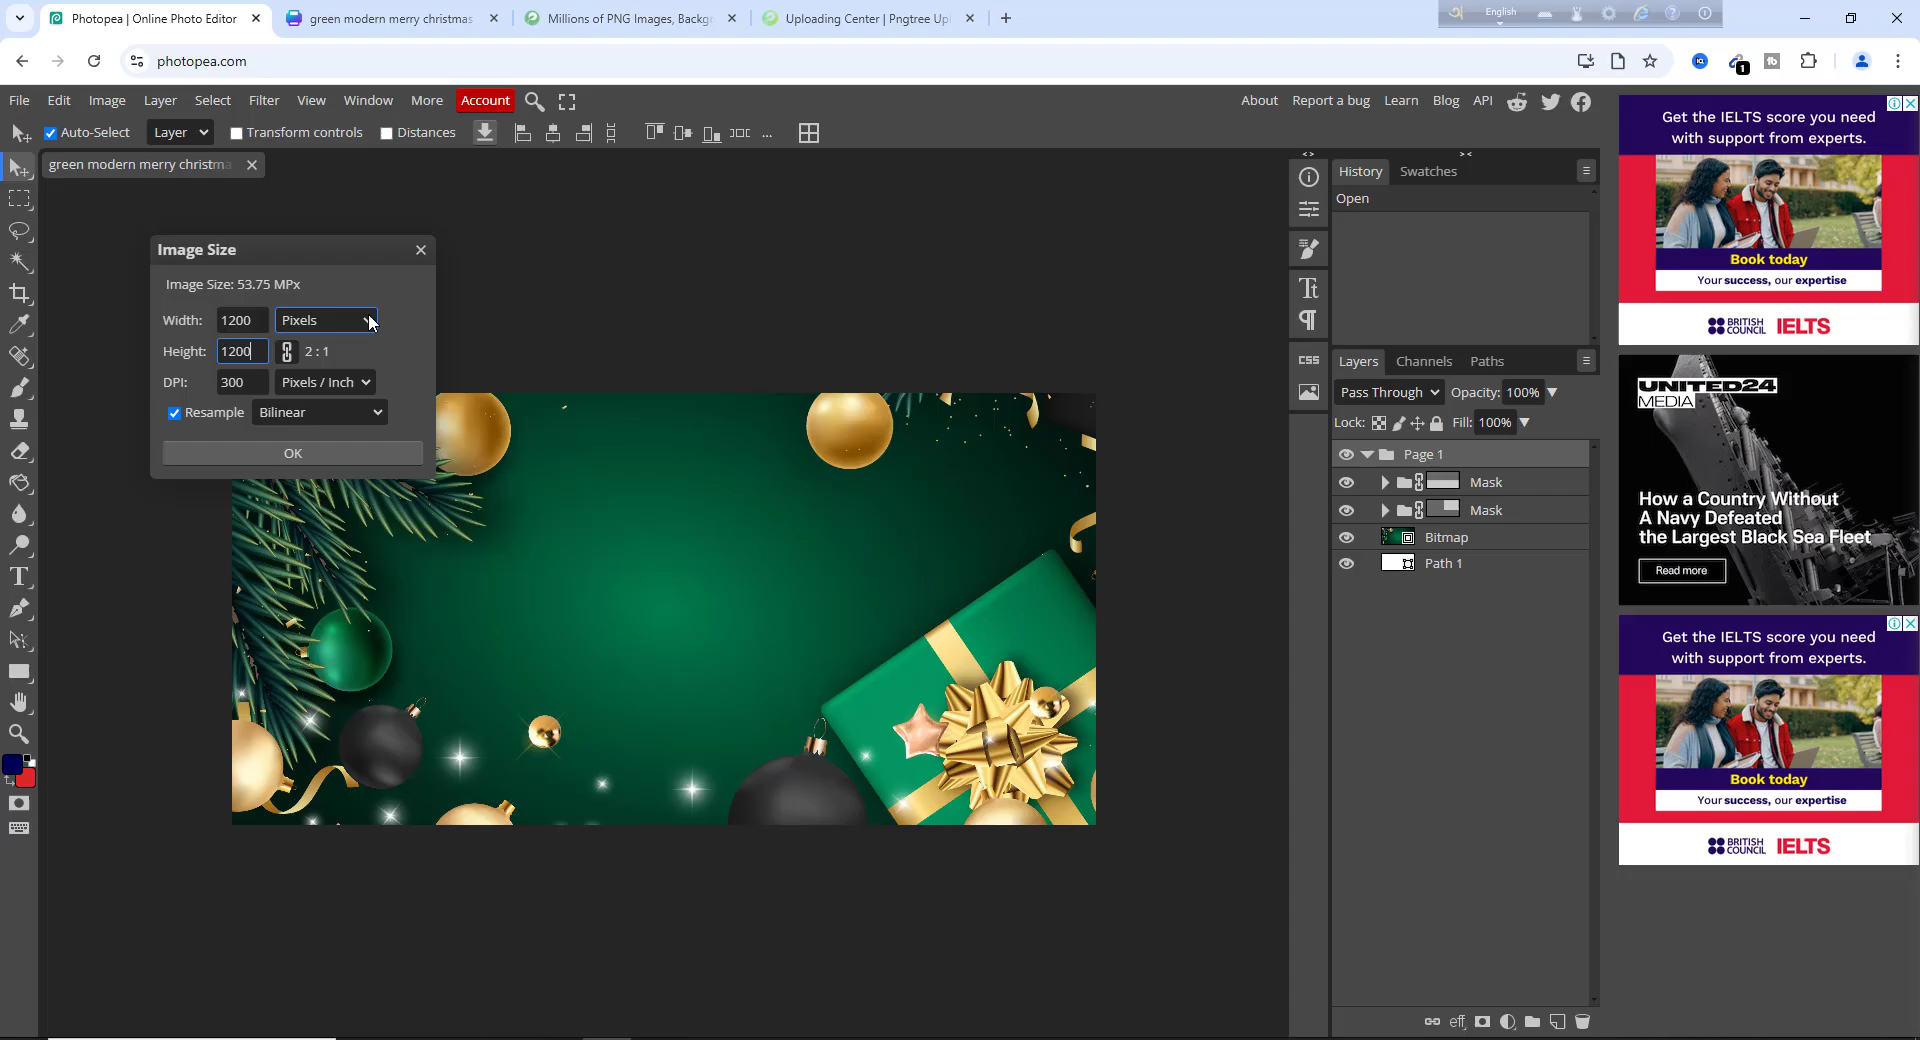 Photopea | Online Photo Editor
green modern merry christmas
Millions of PNG Images, Backg
Uploading Center | Pngtree Upl
English
photopea.com
1
File Edit Image Layer Select Filter View Window More Account
About Report a bug Learn Blog API
Auto-Select Layer Transform controls Distances ...
green modern merry christma
Image Size
Image Size: 53.75 MPx
Width: 1200 Pixels
Height: 1200 2 : 1
DPI: 300 Pixels / Inch
Resample Bilinear
OK
History Swatches
Open
CSS
Layers Channels Paths
Pass Through Opacity: 100%
Lock: Fill: 100%
Page 1
Mask
Mask
Bitmap
Path 1
eff
Get the IELTS score you need
with support from experts.
Book today
Your success, our expertise
BRITISH
COUNCIL IELTS
UNITED24
MEDIA
How a Country Without
A Navy Defeated
the Largest Black Sea Fleet
Read more
Get the IELTS score you need
with support from experts.
Book today
Your success, our expertise
BRITISH
COUNCIL IELTS